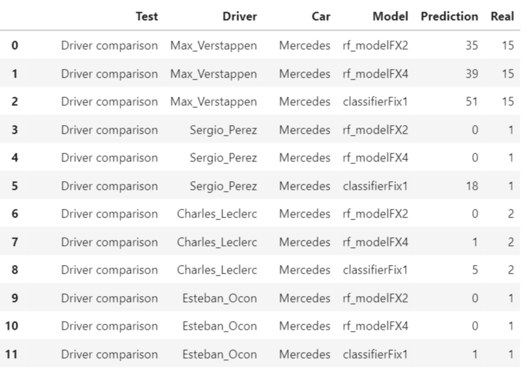 Test Driver Car Model Prediction Real
0 Driver comparison Max_Verstappen Mercedes rf_modelFX2 35 15
1 Driver comparison Max_Verstappen Mercedes rf_modelFX4 39 15
2 Driver comparison Max_Verstappen Mercedes classifierFix1 51 15
3 Driver comparison Sergio_Perez Mercedes rf_modelFX2 0 1
4 Driver comparison Sergio_Perez Mercedes rf_modelFX4 0 1
5 Driver comparison Sergio_Perez Mercedes classifierFix1 18 1
6 Driver comparison Charles_Leclerc Mercedes rf_modelFX2 0 2
7 Driver comparison Charles_Leclerc Mercedes rf_modelFX4 1 2
8 Driver comparison Charles_Leclerc Mercedes classifierFix1 5 2
9 Driver comparison Esteban_Ocon Mercedes rf_modelFX2 0 1
10 Driver comparison Esteban_Ocon Mercedes rf_modelFX4 0 1
11 Driver comparison Esteban_Ocon Mercedes classifierFix1 1 1